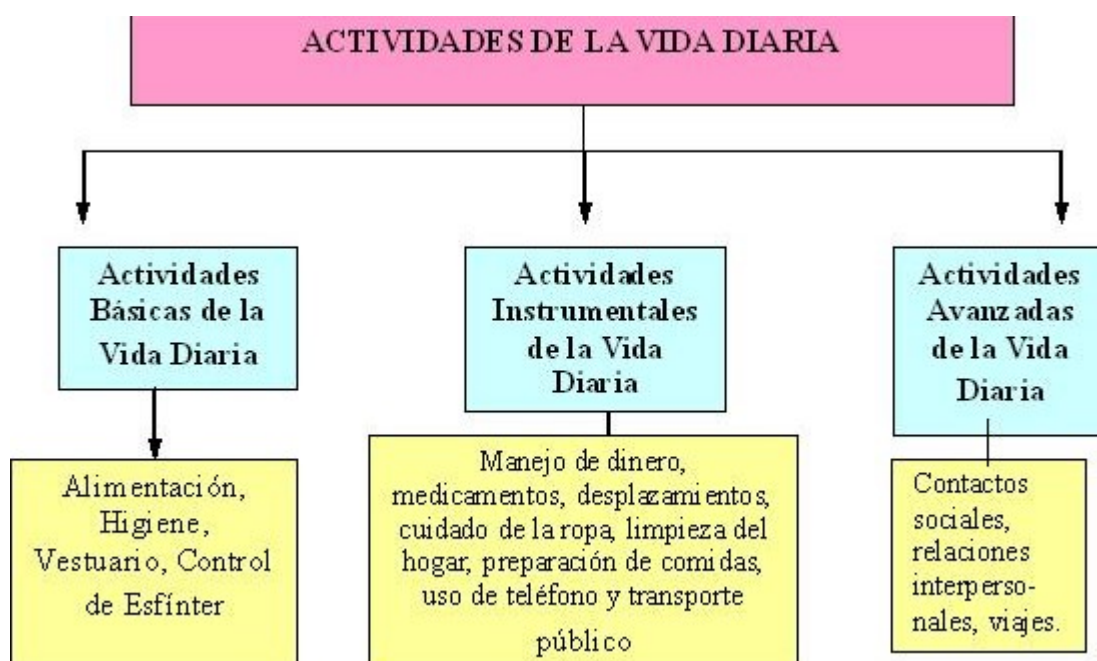 ACTIVIDADES DE LA VIDA DIARIA
Actividades
Básicas de la
Vida Diaria
Actividades
Instrumentales
de la Vida
Diaria
Actividades
Avanzadas
de la Vida
Diaria
Alimentación,
Higiene,
Vestuario, Control
de Esfínter
Manejo de dinero,
medicamentos, desplazamientos,
cuidado de la ropa, limpieza del
hogar, preparación de comidas,
uso de teléfono y transporte
público
Contactos
sociales,
relaciones
interperso-
nales, viajes.